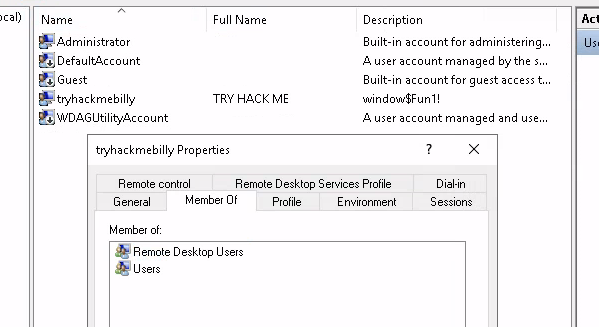 ocal)
Name Full Name Description Act
Administrator Built-in account for administering...
Use
DefaultAccount A user account managed by the s...
Guest Built-in account for guest access t...
tryhackmebilly TRY HACK ME window$Fun1!
WDAGUtilityAccount A user account managed and use...
tryhackmebilly Properties ?
Remote control Remote Desktop Services Profile Dial-in
General Member Of Profile Environment Sessions
Member of:
Remote Desktop Users
Users